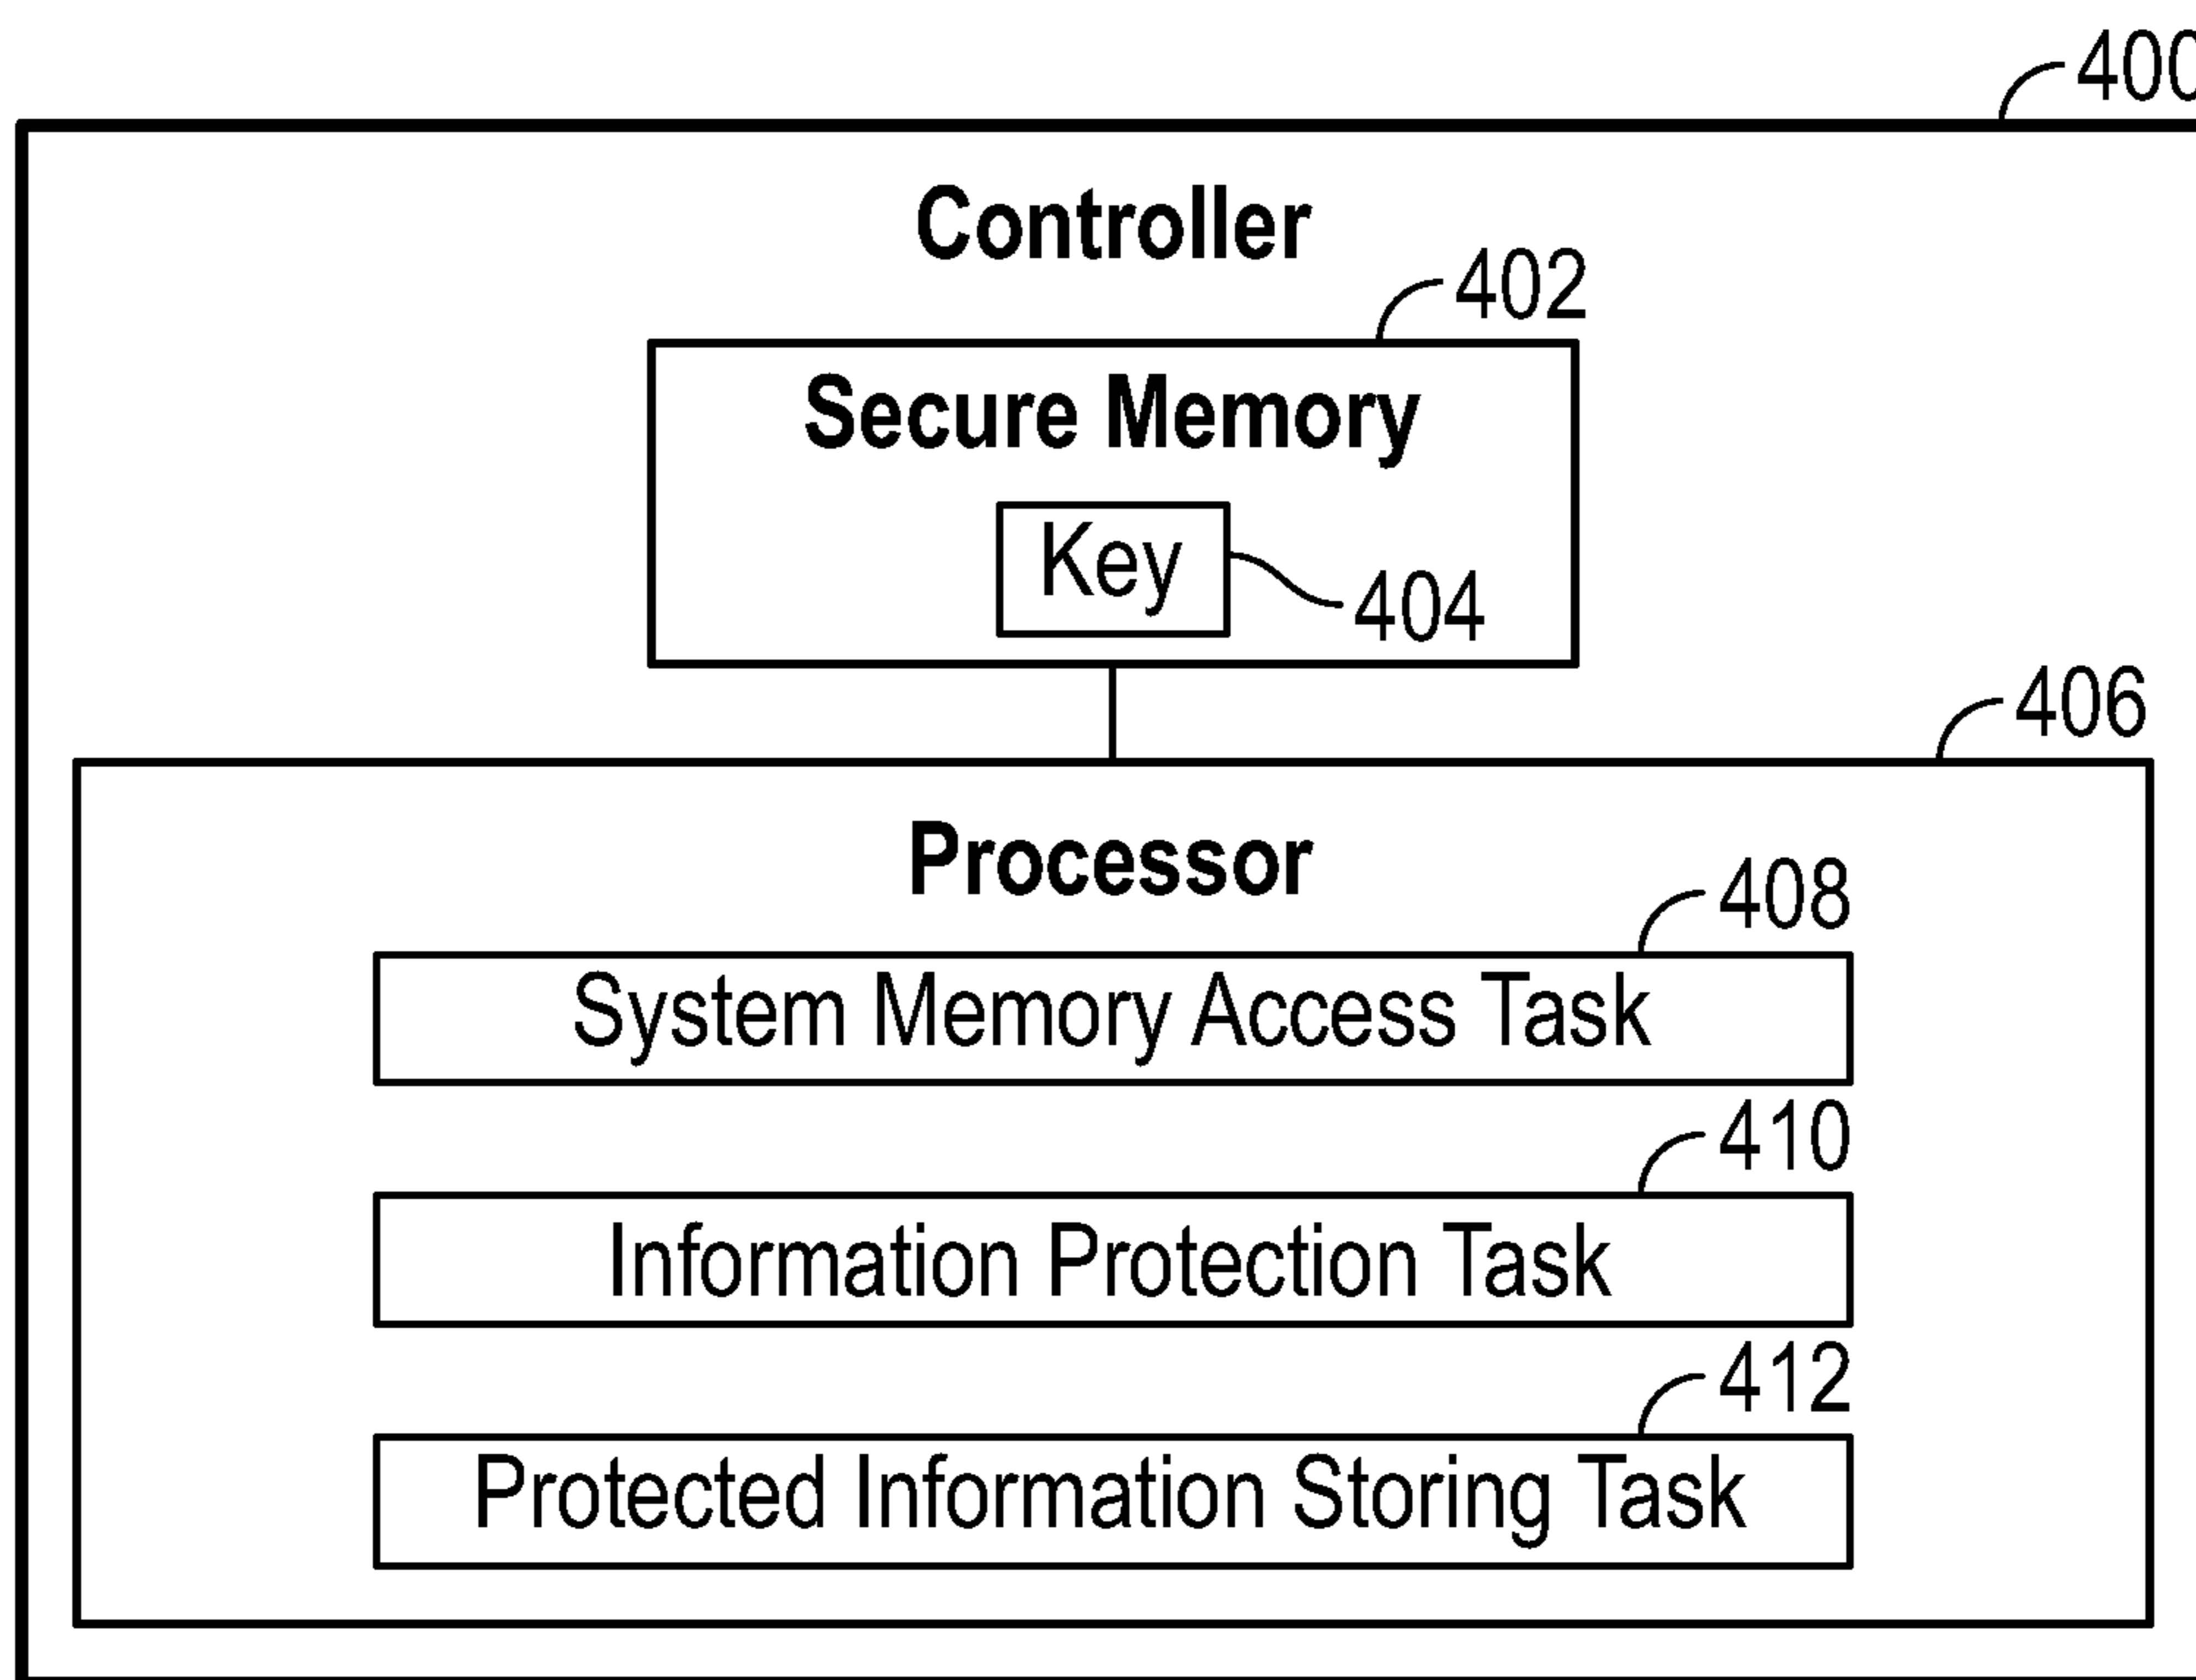 400
Controller
402
Secure Memory
Key
404
406
Processor
408
System Memory Access Task
410
Information Protection Task
412
Protected Information Storing Task